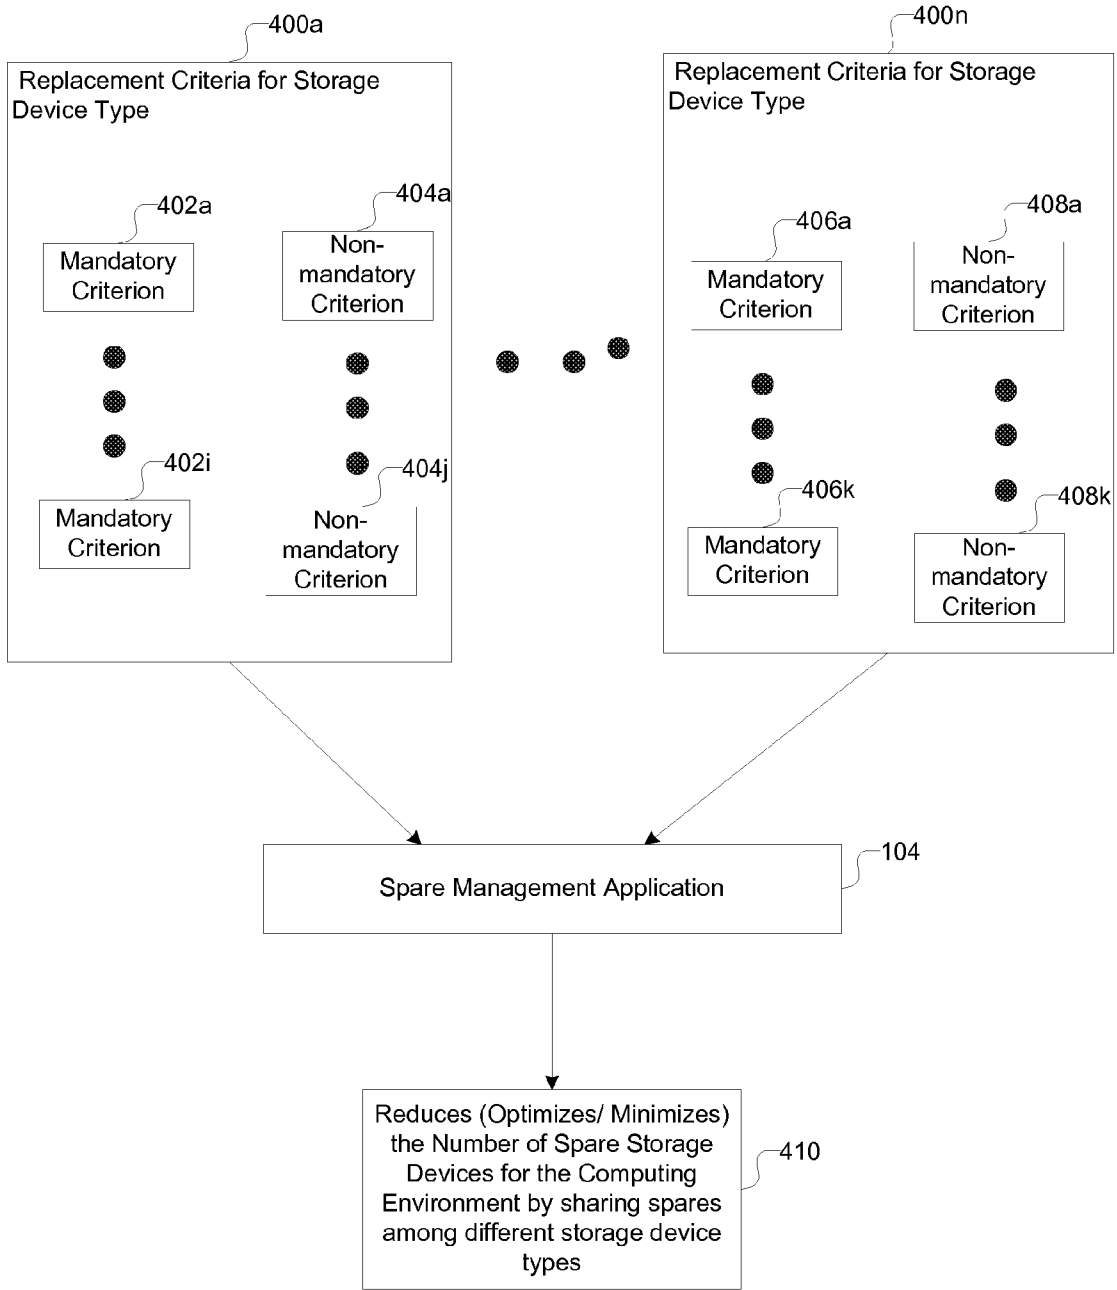 400a
Replacement Criteria for Storage
Device Type
402a
Mandatory
Criterion
404a
Non-
mandatory
Criterion
402i
Mandatory
Criterion
404j
Non-
mandatory
Criterion
400n
Replacement Criteria for Storage
Device Type
406a
Mandatory
Criterion
408a
Non-
mandatory
Criterion
406k
Mandatory
Criterion
408k
Non-
mandatory
Criterion
104
Spare Management Application
Reduces (Optimizes/ Minimizes)
the Number of Spare Storage
Devices for the Computing
Environment by sharing spares
among different storage device
types
410